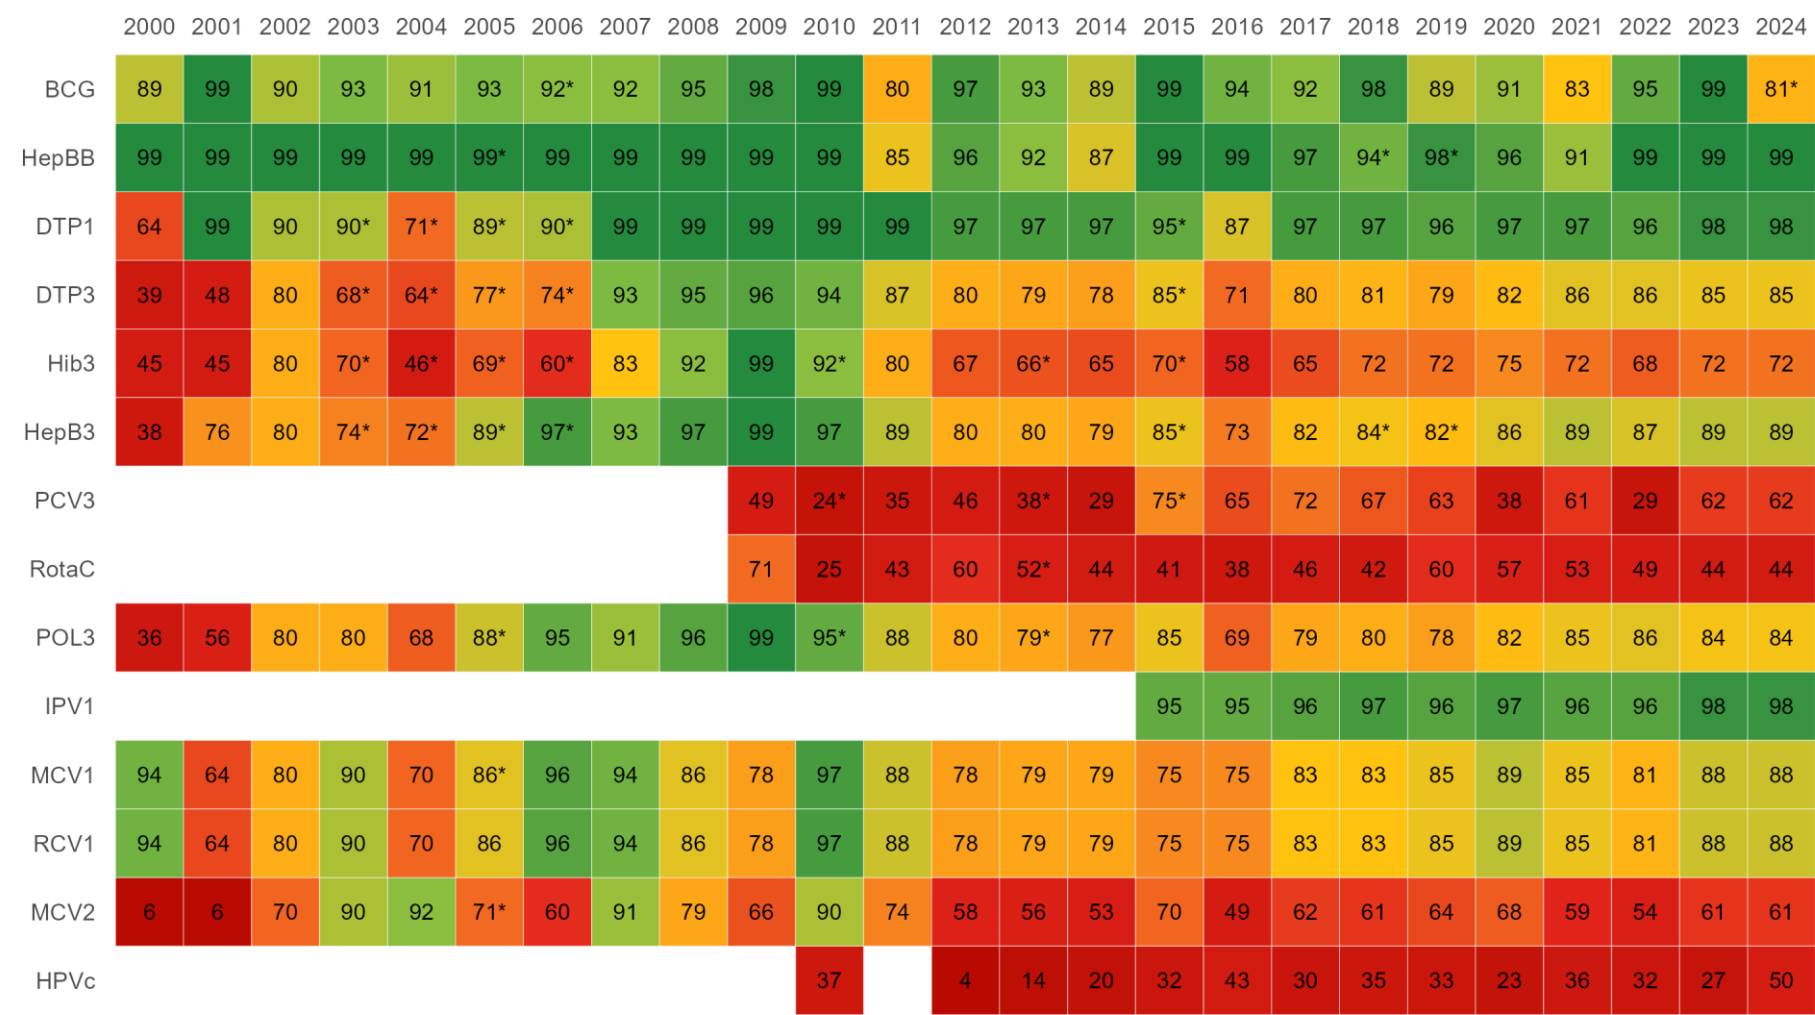 2000 2001 2002 2003 2004 2005 2006 2007 2008 2009 2010 2011 2012 2013 2014 2015 2016 2017 2018 2019 2020 2021 2022 2023 2024
BCG 89 99 90 93 91 93 92* 92 95 98 99 80 97 93 89 99 94 92 98 89 91 83 95 99 81*
HepBB 99 99 99 99 99 99* 99 99 99 99 99 85 96 92 87 99 99 97 94* 98* 96 91 99 99 99
DTP1 64 99 90 90* 71* 89* 90* 99 99 99 99 99 97 97 97 95* 87 97 97 96 97 97 96 98 98
DTP3 39 48 80 68* 64* 77* 74* 93 95 96 94 87 80 79 78 85* 71 80 81 79 82 86 86 85 85
Hib3 45 45 80 70* 46* 69* 60* 83 92 99 92* 80 67 66* 65 70* 58 65 72 72 75 72 68 72 72
HepB3 38 76 80 74* 72* 89* 97* 93 97 99 97 89 80 80 79 85* 73 82 84* 82* 86 89 87 89 89
PCV3 49 24* 35 46 38* 29 75* 65 72 67 63 38 61 29 62 62
RotaC 71 25 43 60 52* 44 41 38 46 42 60 57 53 49 44 44
POL3 36 56 80 80 68 88* 95 91 96 99 95* 88 80 79* 77 85 69 79 80 78 82 85 86 84 84
IPV1 95 95 96 97 96 97 96 96 98 98
MCV1 94 64 80 90 70 86* 96 94 86 78 97 88 78 79 79 75 75 83 83 85 89 85 81 88 88
RCV1 94 64 80 90 70 86 96 94 86 78 97 88 78 79 79 75 75 83 83 85 89 85 81 88 88
MCV2 6 6 70 90 92 71* 60 91 79 66 90 74 58 56 53 70 49 62 61 64 68 59 54 61 61
HPVc 37 4 14 20 32 43 30 35 33 23 36 32 27 50